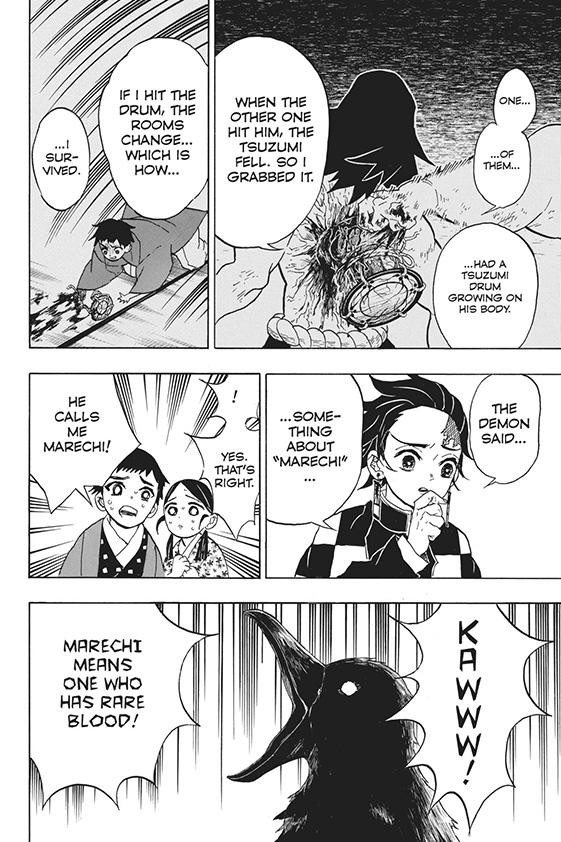 ONE...
...OF
THEM...
...HAD A
TSUZUMI
DRUM
GROWING ON
HIS BODY.
WHEN THE
OTHER ONE
HIT HIM, THE
TSUZUMI
FELL. SO I
GRABBED IT.
IF I HIT THE
DRUM, THE
ROOMS
CHANGE...
WHICH IS
HOW...
...I
SUR-
VIVED.
THE
DEMON
SAID...
...SOME-
THING
ABOUT
“MARECHI”
...
!
YES.
THAT'S
RIGHT.
HE
CALLS
ME
MARECHI!
KAWWW!
MARECHI
MEANS
ONE WHO
HAS RARE
BLOOD!